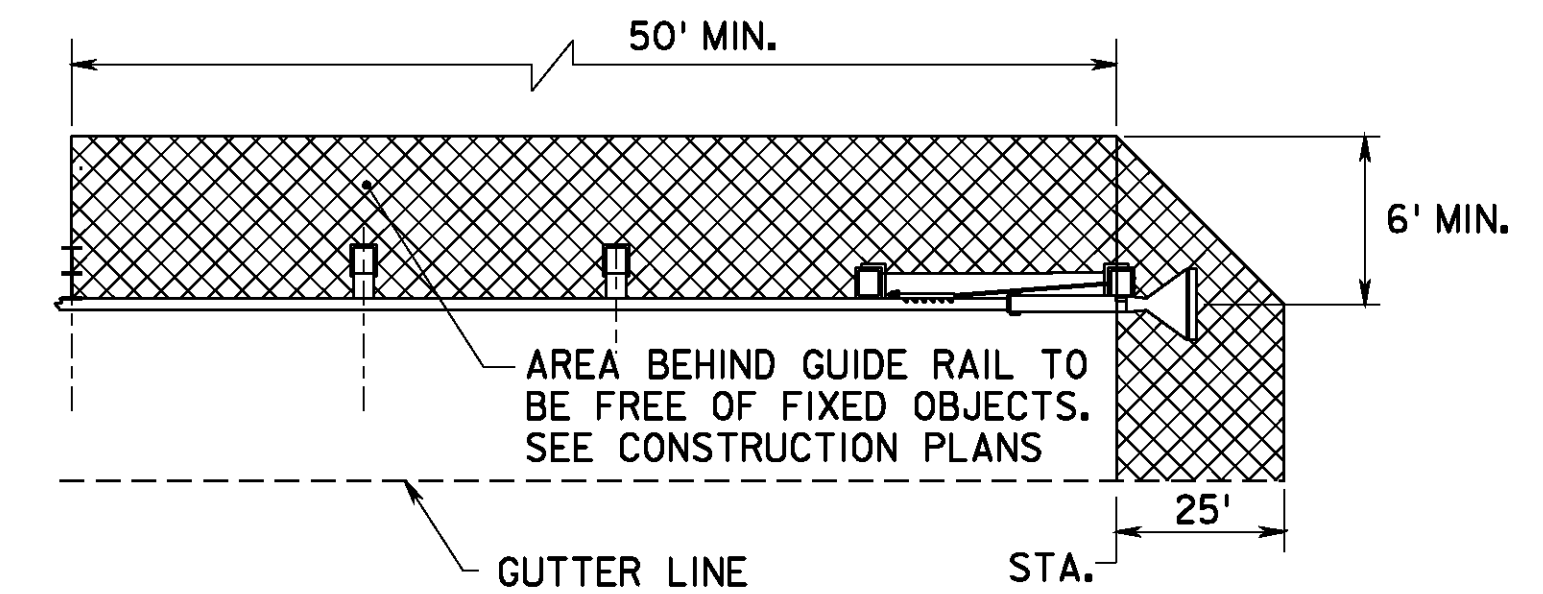 50' MIN.
6' MIN.
AREA BEHIND GUIDE RAIL TO
BE FREE OF FIXED OBJECTS.
SEE CONSTRUCTION PLANS
25'
GUTTER LINE
STA.